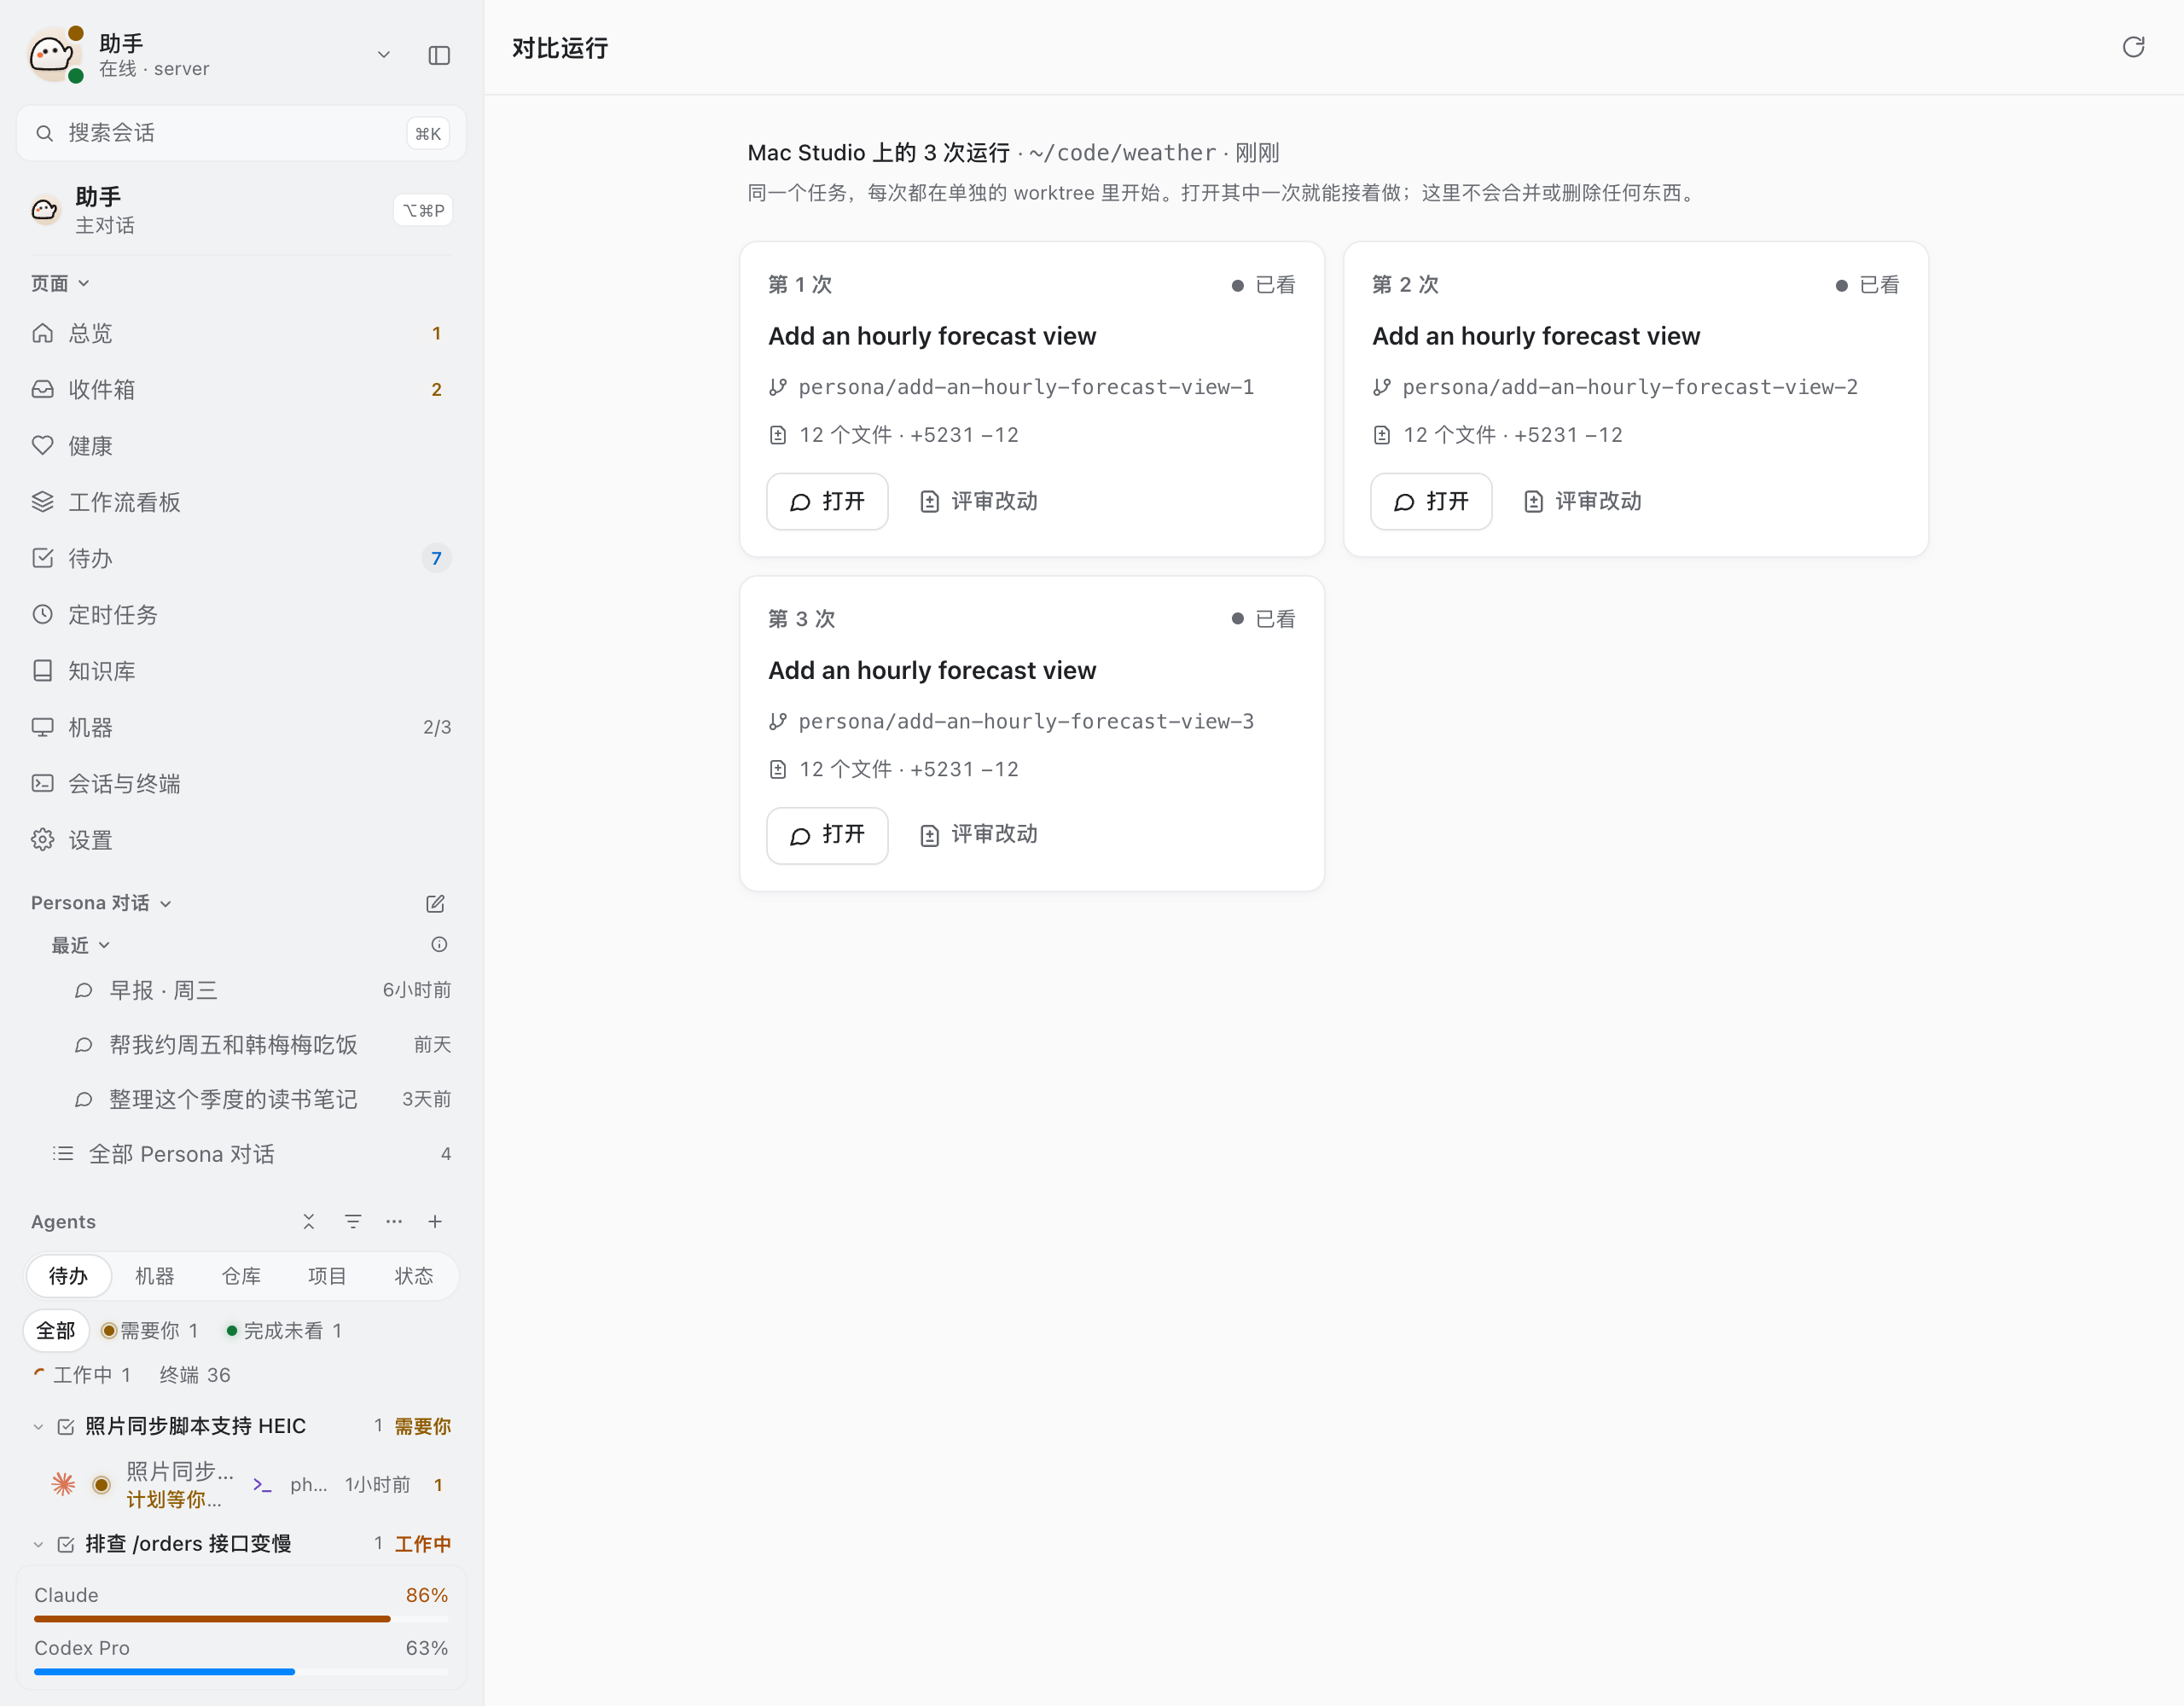 助手
在线 · server
搜索会话
⌘K
助手
主对话
⌥⌘P
页面
总览
1
收件箱
2
健康
工作流看板
待办
7
定时任务
知识库
机器
2/3
会话与终端
设置
Persona 对话
最近
早报 · 周三
6小时前
帮我约周五和韩梅梅吃饭
前天
整理这个季度的读书笔记
3天前
全部 Persona 对话
4
Agents
待办
机器
仓库
项目
状态
全部
需要你 1
完成未看 1
工作中 1
终端 36
照片同步脚本支持 HEIC
1 需要你
照片同步...
计划等你...
ph...
1小时前
1
排查 /orders 接口变慢
1 工作中
Claude
86%
Codex Pro
63%
对比运行
Mac Studio 上的 3 次运行 · ~/code/weather · 刚刚
同一个任务，每次都在单独的 worktree 里开始。打开其中一次就能接着做；这里不会合并或删除任何东西。
第 1 次
已看
Add an hourly forecast view
persona/add-an-hourly-forecast-view-1
12 个文件 · +5231 −12
打开
评审改动
第 2 次
已看
Add an hourly forecast view
persona/add-an-hourly-forecast-view-2
12 个文件 · +5231 −12
打开
评审改动
第 3 次
已看
Add an hourly forecast view
persona/add-an-hourly-forecast-view-3
12 个文件 · +5231 −12
打开
评审改动